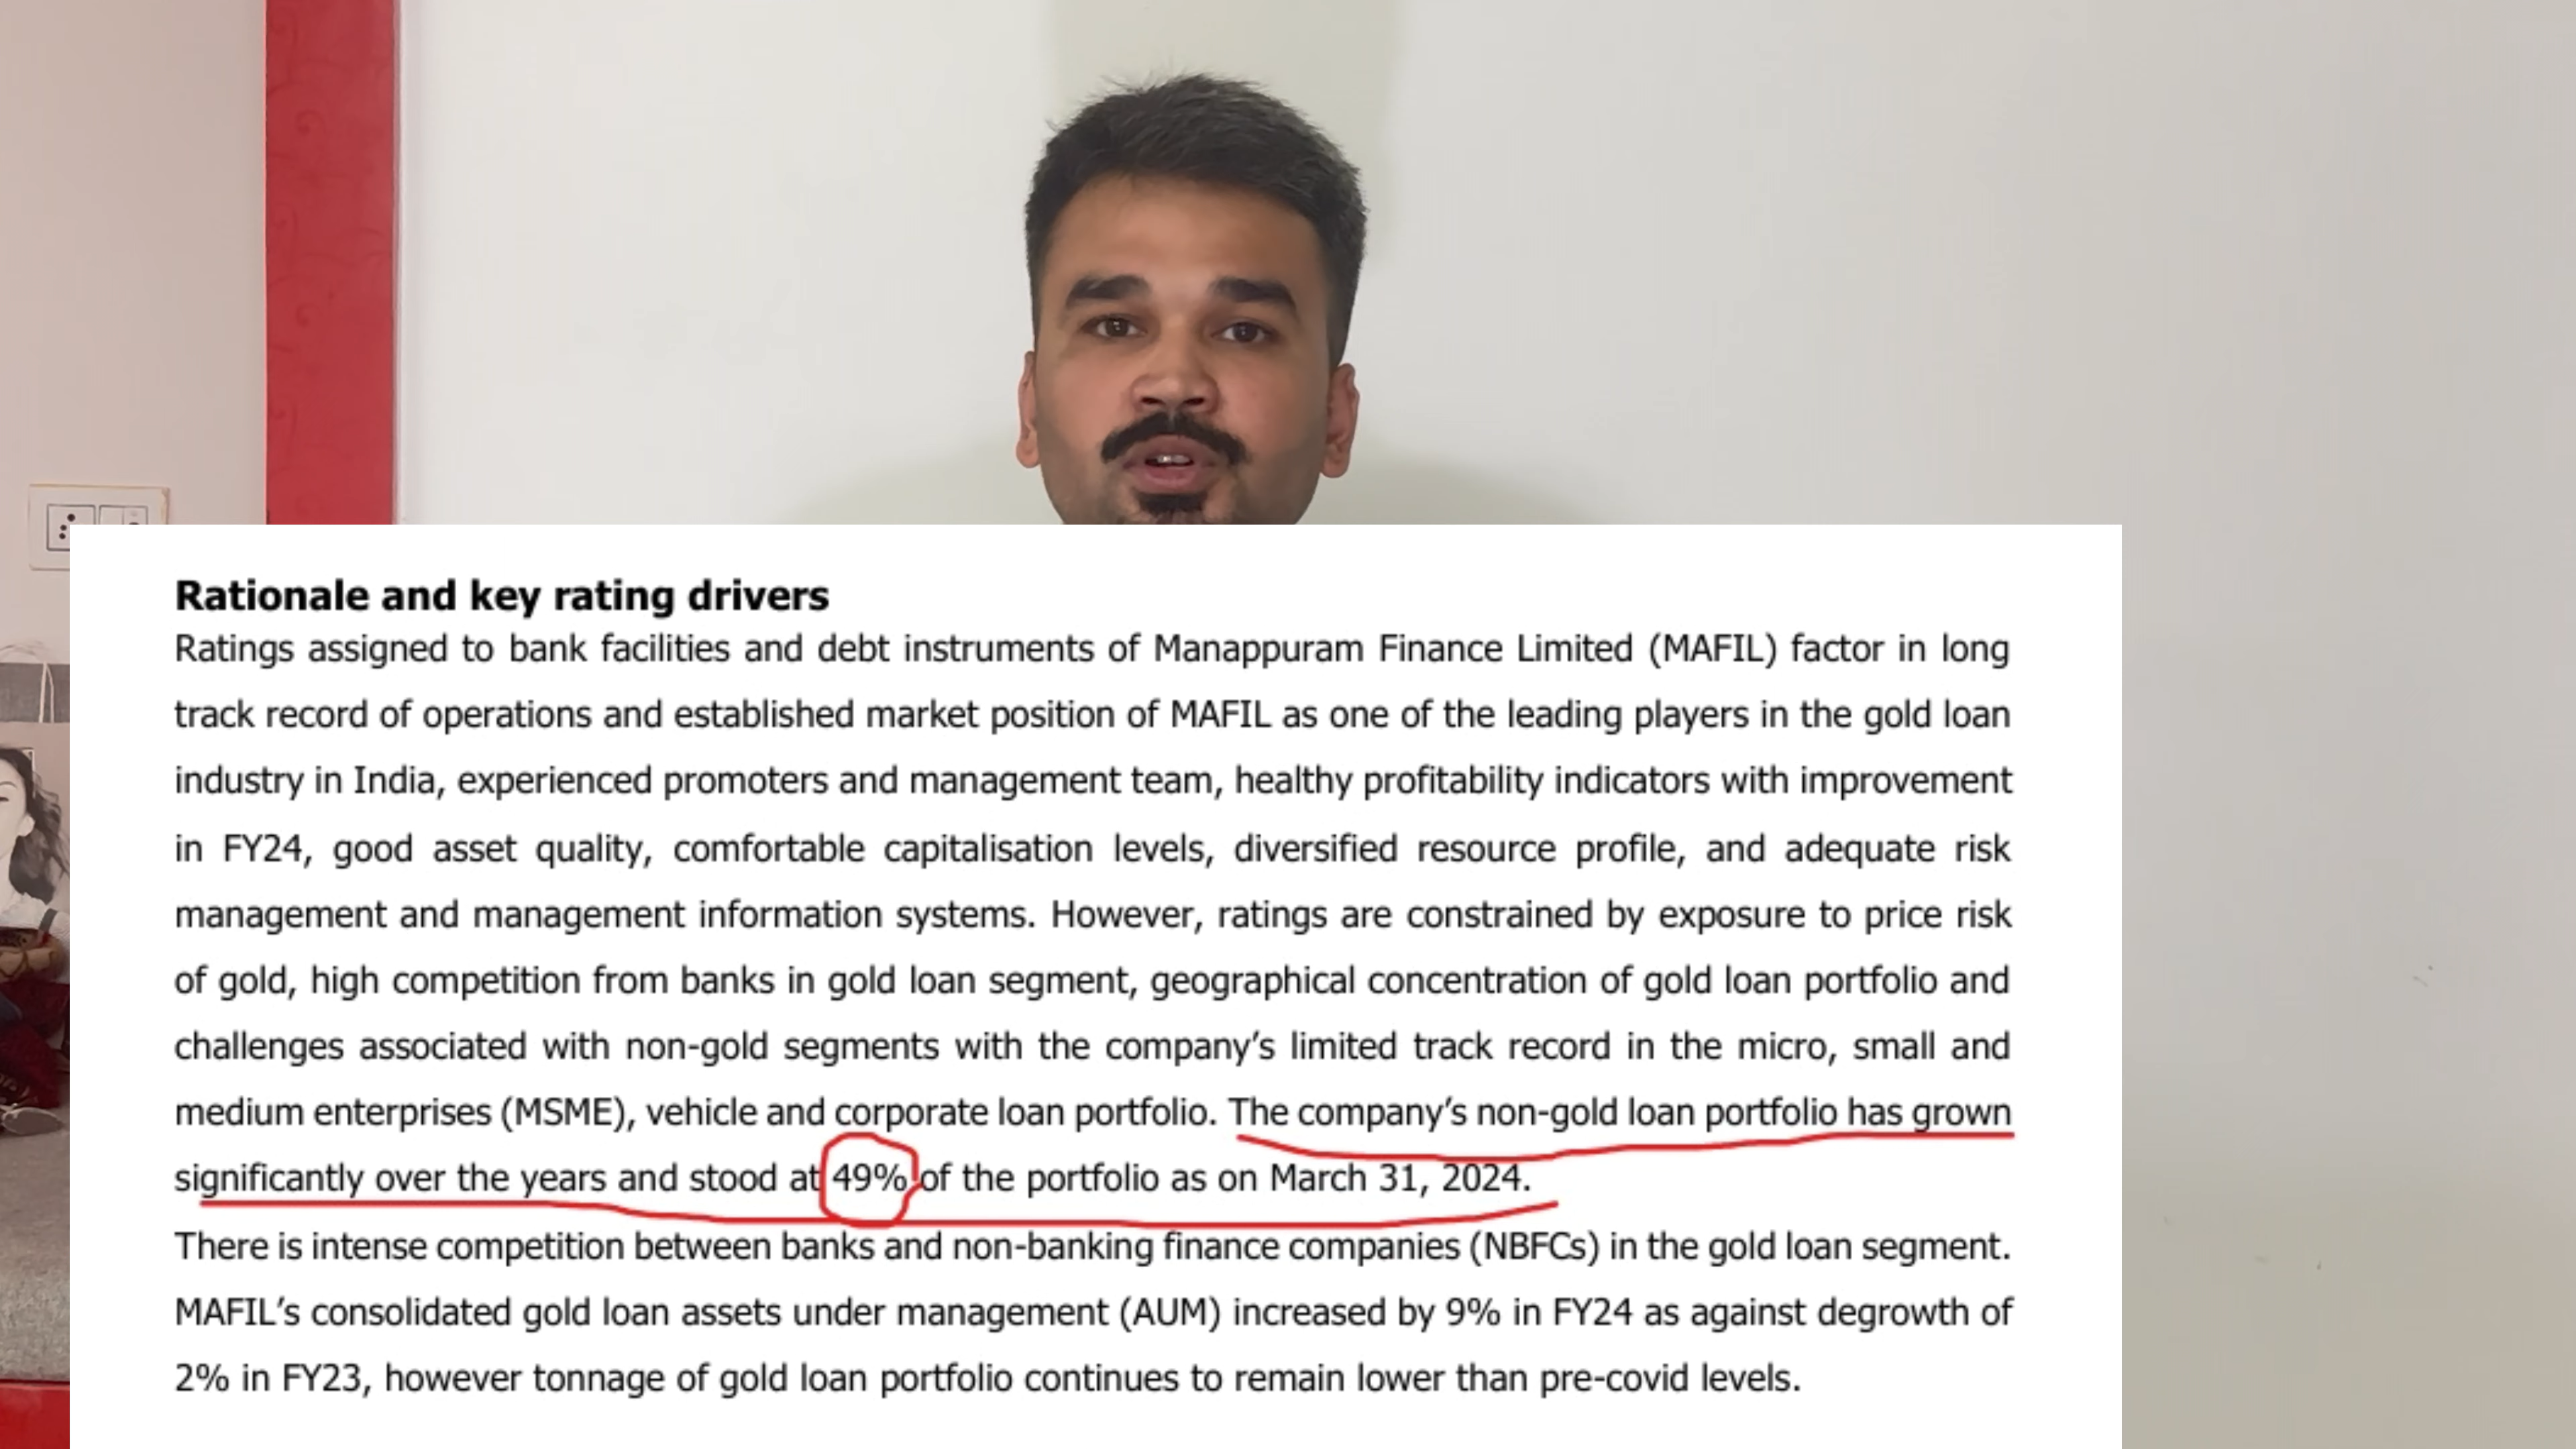 Rationale and key rating drivers
Ratings assigned to bank facilities and debt instruments of Manappuram Finance Limited (MAFIL) factor in long
track record of operations and established market position of MAFIL as one of the leading players in the gold loan
industry in India, experienced promoters and management team, healthy profitability indicators with improvement
in FY24, good asset quality, comfortable capitalisation levels, diversified resource profile, and adequate risk
management and management information systems. However, ratings are constrained by exposure to price risk
of gold, high competition from banks in gold loan segment, geographical concentration of gold loan portfolio and
challenges associated with non-gold segments with the company’s limited track record in the micro, small and
medium enterprises (MSME), vehicle and corporate loan portfolio. The company’s non-gold loan portfolio has grown
significantly over the years and stood at 49% of the portfolio as on March 31, 2024.
There is intense competition between banks and non-banking finance companies (NBFCs) in the gold loan segment.
MAFIL’s consolidated gold loan assets under management (AUM) increased by 9% in FY24 as against degrowth of
2% in FY23, however tonnage of gold loan portfolio continues to remain lower than pre-covid levels.